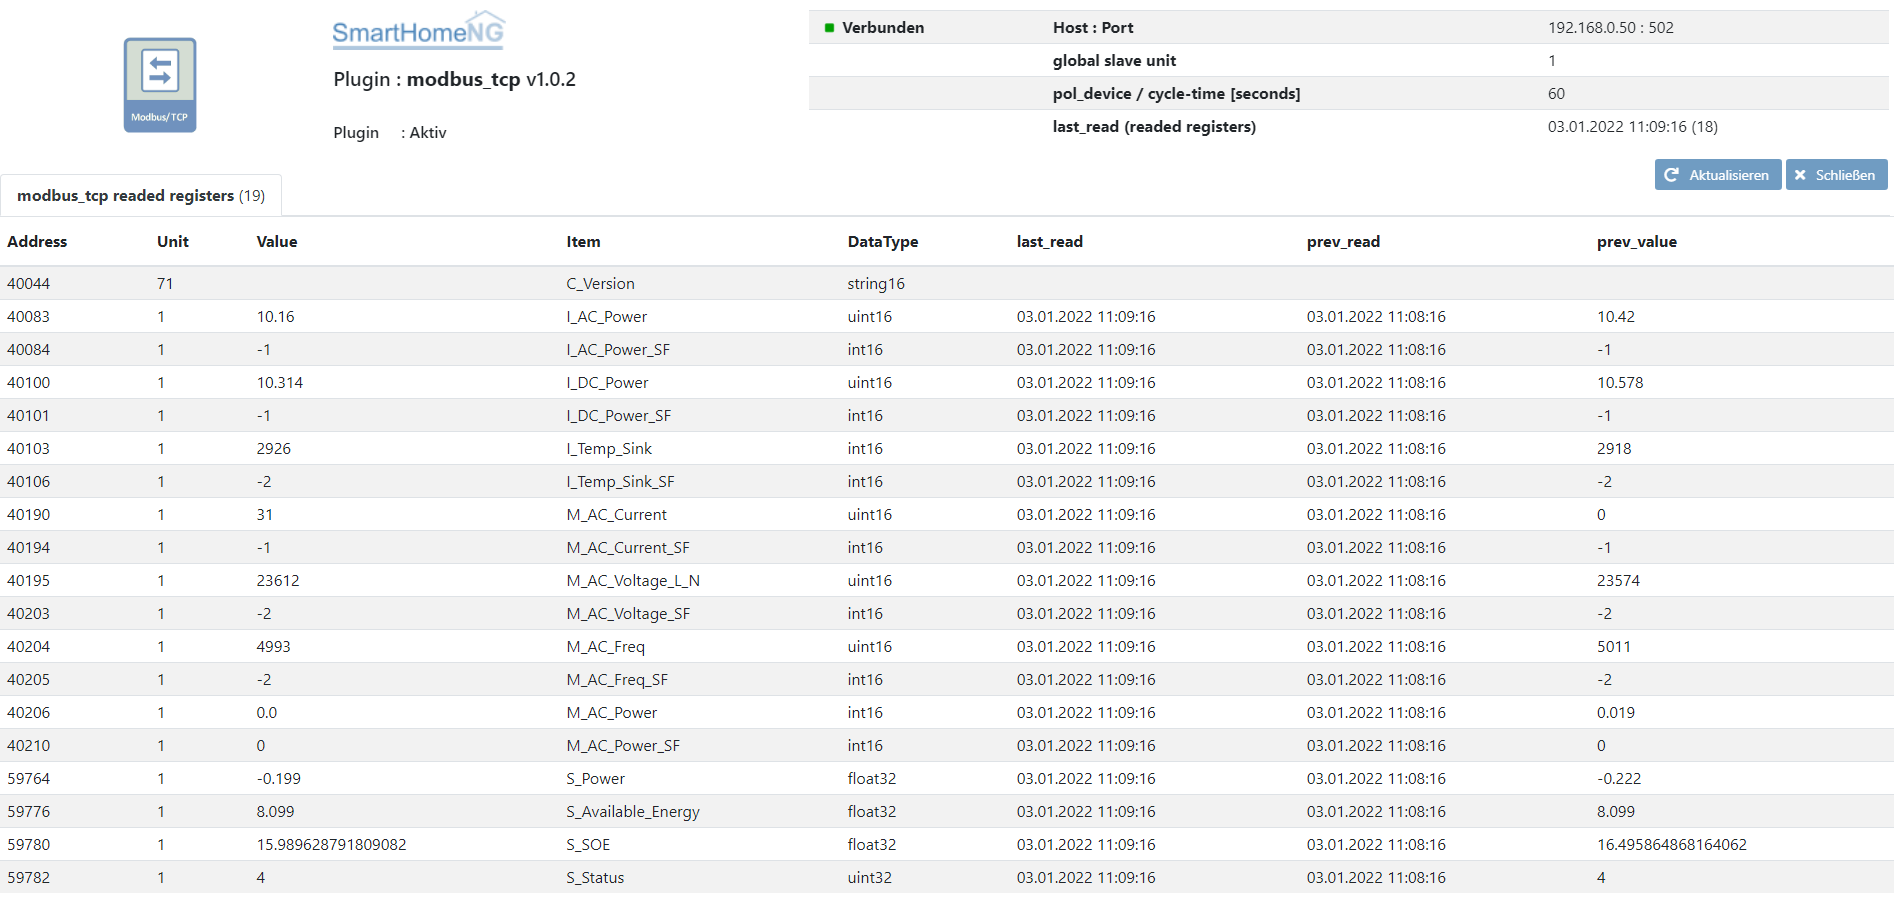 Modbus/TCP
SmartHomeNG
Plugin : modbus_tcp v1.0.2
Plugin : Aktiv
Verbunden Host : Port 192.168.0.50 : 502
global slave unit 1
pol_device / cycle-time [seconds] 60
last_read (readed registers) 03.01.2022 11:09:16 (18)
Aktualisieren Schließen
modbus_tcp readed registers (19)
Address Unit Value Item DataType last_read prev_read prev_value
40044 71 C_Version string16
40083 1 10.16 I_AC_Power uint16 03.01.2022 11:09:16 03.01.2022 11:08:16 10.42
40084 1 -1 I_AC_Power_SF int16 03.01.2022 11:09:16 03.01.2022 11:08:16 -1
40100 1 10.314 I_DC_Power uint16 03.01.2022 11:09:16 03.01.2022 11:08:16 10.578
40101 1 -1 I_DC_Power_SF int16 03.01.2022 11:09:16 03.01.2022 11:08:16 -1
40103 1 2926 I_Temp_Sink int16 03.01.2022 11:09:16 03.01.2022 11:08:16 2918
40106 1 -2 I_Temp_Sink_SF int16 03.01.2022 11:09:16 03.01.2022 11:08:16 -2
40190 1 31 M_AC_Current uint16 03.01.2022 11:09:16 03.01.2022 11:08:16 0
40194 1 -1 M_AC_Current_SF int16 03.01.2022 11:09:16 03.01.2022 11:08:16 -1
40195 1 23612 M_AC_Voltage_L_N uint16 03.01.2022 11:09:16 03.01.2022 11:08:16 23574
40203 1 -2 M_AC_Voltage_SF int16 03.01.2022 11:09:16 03.01.2022 11:08:16 -2
40204 1 4993 M_AC_Freq uint16 03.01.2022 11:09:16 03.01.2022 11:08:16 5011
40205 1 -2 M_AC_Freq_SF int16 03.01.2022 11:09:16 03.01.2022 11:08:16 -2
40206 1 0.0 M_AC_Power int16 03.01.2022 11:09:16 03.01.2022 11:08:16 0.019
40210 1 0 M_AC_Power_SF int16 03.01.2022 11:09:16 03.01.2022 11:08:16 0
59764 1 -0.199 S_Power float32 03.01.2022 11:09:16 03.01.2022 11:08:16 -0.222
59776 1 8.099 S_Available_Energy float32 03.01.2022 11:09:16 03.01.2022 11:08:16 8.099
59780 1 15.989628791809082 S_SOE float32 03.01.2022 11:09:16 03.01.2022 11:08:16 16.495864868164062
59782 1 4 S_Status uint32 03.01.2022 11:09:16 03.01.2022 11:08:16 4